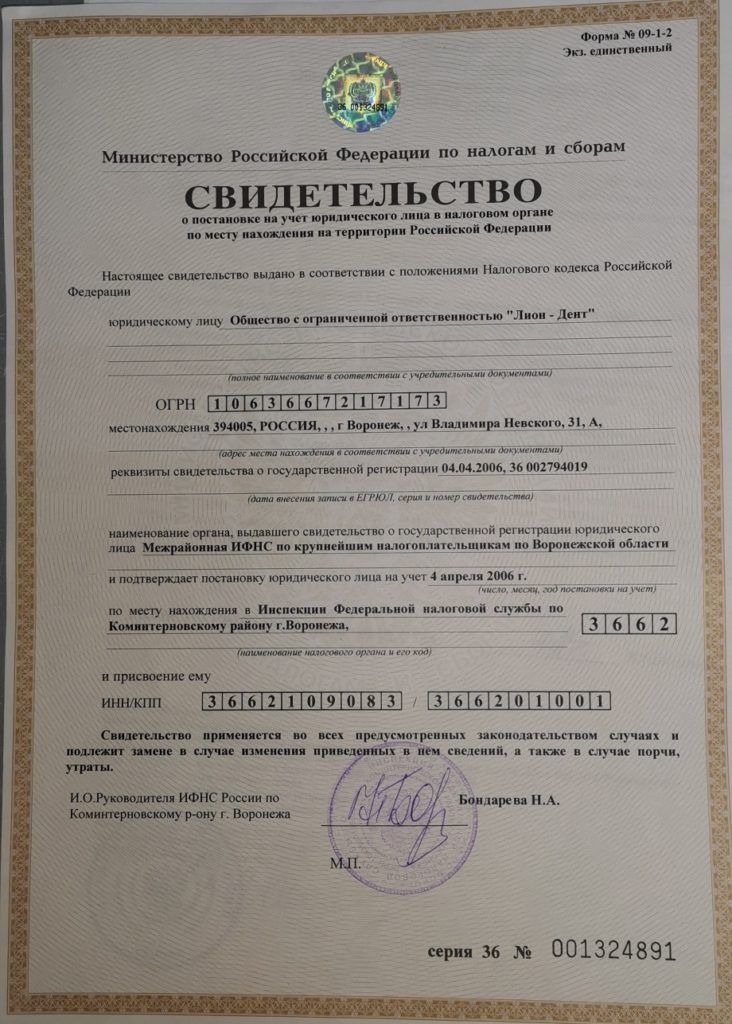 Форма № 09-1-2
Экз. единственный
36 001324891
Министерство Российской Федерации по налогам и сборам
СВИДЕТЕЛЬСТВО
о постановке на учет юридического лица в налоговом органе
по месту нахождения на территории Российской Федерации
Настоящее свидетельство выдано в соответствии с положениями Налогового кодекса Российской
Федерации
юридическому лицу Общество с ограниченной ответственностью "Лион - Дент"
(полное наименование в соответствии с учредительными документами)
ОГРН 1063667217173
местонахождения 394005, РОССИЯ, , , г Воронеж, , ул Владимира Невского, 31, А,
(адрес места нахождения в соответствии с учредительными документами)
реквизиты свидетельства о государственной регистрации 04.04.2006, 36 002794019
(дата внесения записи в ЕГРЮЛ, серия и номер свидетельства)
наименование органа, выдавшего свидетельство о государственной регистрации юридического
лица Межрайонная ИФНС по крупнейшим налогоплательщикам по Воронежской области
и подтверждает постановку юридического лица на учет 4 апреля 2006 г.
(число, месяц, год постановки на учет)
по месту нахождения в Инспекции Федеральной налоговой службы по
Коминтерновскому району г.Воронежа, 3662
(наименование налогового органа и его код)
и присвоение ему
ИНН/КПП 3662109083 / 366201001
Свидетельство применяется во всех предусмотренных законодательством случаях и
подлежит замене в случае изменения приведенных в нем сведений, а также в случае порчи,
утраты.
И.О.Руководителя ИФНС России по
Коминтерновскому р-ону г. Воронежа
Бондарева Н.А.
М.П.
серия 36 № 001324891